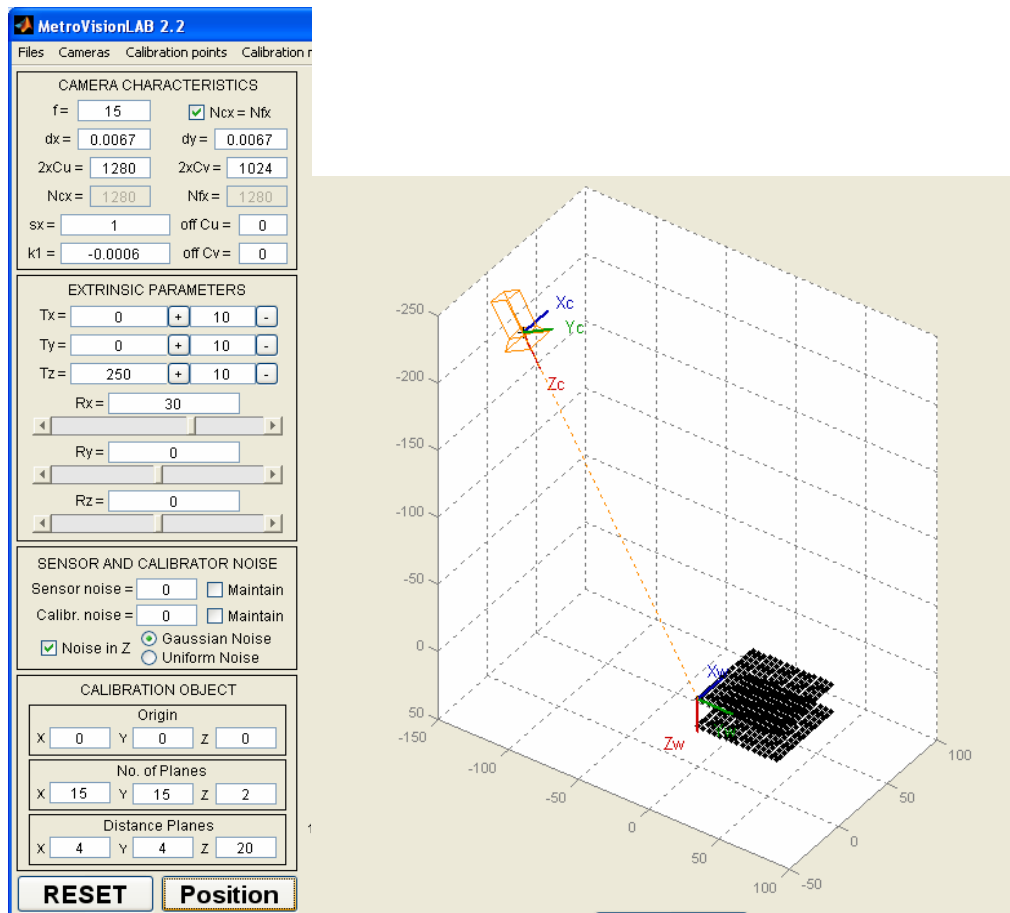 MetroVisionLAB 2.2
Files Cameras Calibration points Calibration
CAMERA CHARACTERISTICS
f = 15 Ncx = Nfx
dx = 0.0067 dy = 0.0067
2xCu = 1280 2xCv = 1024
Ncx = 1280 Nfx = 1280
sx = 1 off Cu = 0
k1 = -0.0006 off Cv = 0
EXTRINSIC PARAMETERS
Tx = 0 + 10 -
Ty = 0 + 10 -
Tz = 250 + 10 -
Rx = 30
Ry = 0
Rz = 0
SENSOR AND CALIBRATOR NOISE
Sensor noise = 0 Maintain
Calibr. noise = 0 Maintain
Noise in Z Gaussian Noise
Uniform Noise
CALIBRATION OBJECT
Origin
X 0 Y 0 Z 0
No. of Planes
X 15 Y 15 Z 2
Distance Planes
X 4 Y 4 Z 20
RESET Position
-250
-200
-150
-100
-50
0
50
-150
-100
-50
0
50
100
-50
0
50
100
Xc
Yc
Zc
Xw
Yw
Zw